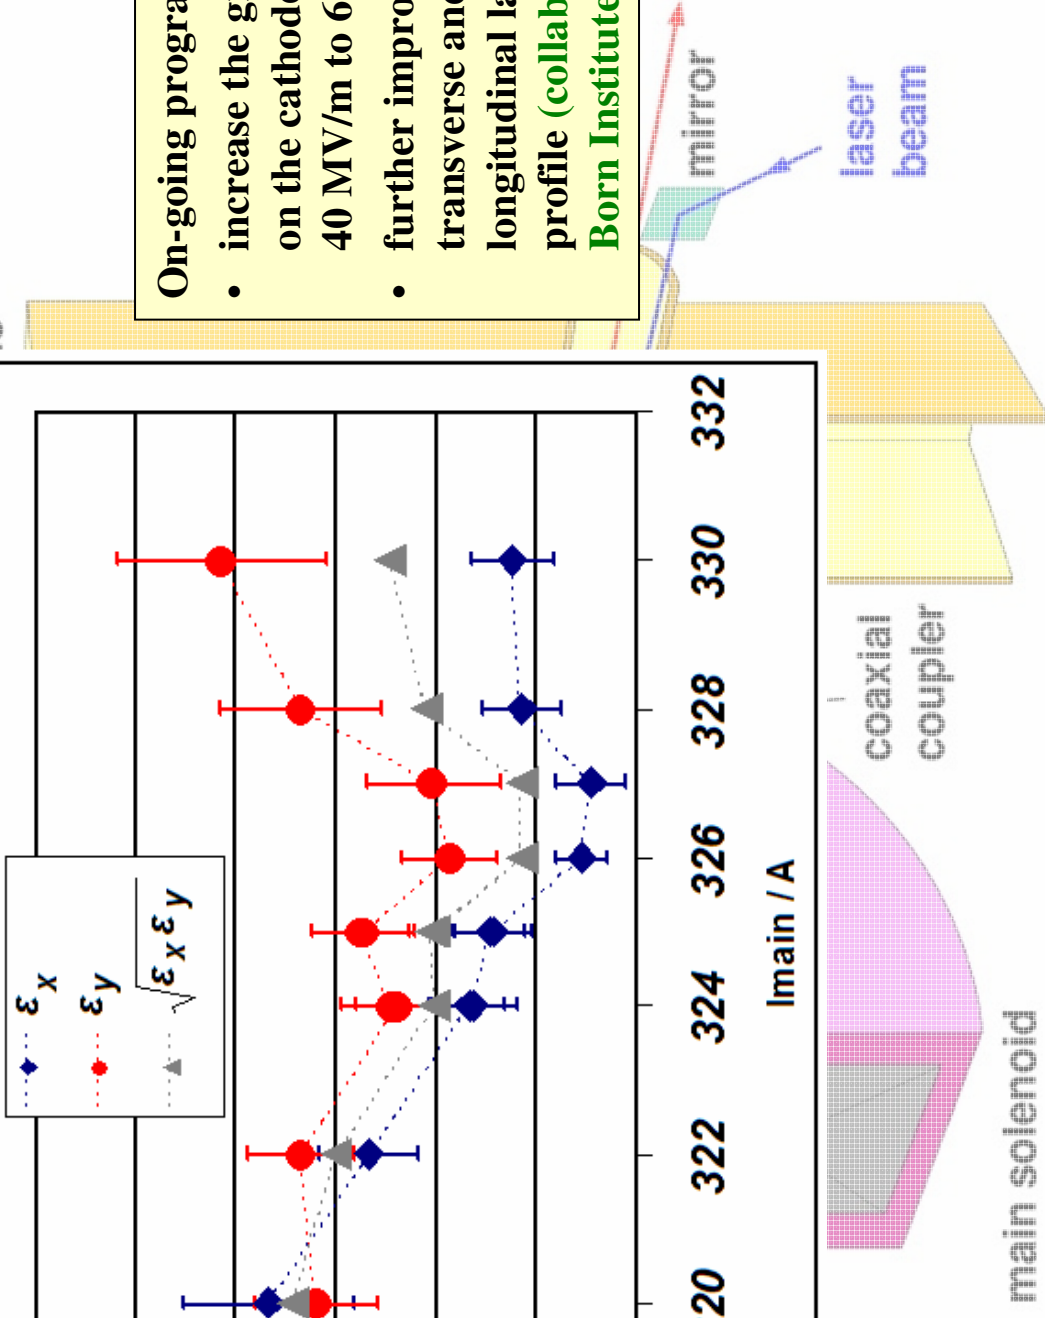 On-going progra
• increase the g
on the cathode
40 MV/m to 6
• further impro
transverse and
longitudinal la
profile (collab
Born Institute
mirror
laser
beam
εx
εy
√εxεy
20
322
324
326
328
330
332
Imain / A
coaxial
coupler
main solenoid